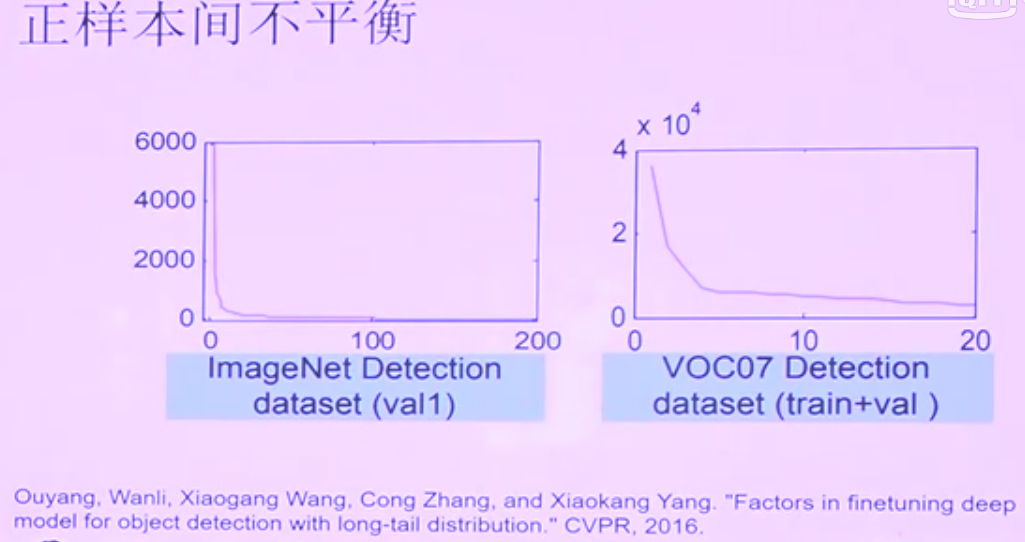 正样本间不平衡
x 10^4
6000
4000
2000
0
4
2
0
0 100 200
0 10 20
ImageNet Detection
dataset (val1)
VOC07 Detection
dataset (train+val )
Ouyang, Wanli, Xiaogang Wang, Cong Zhang, and Xiaokang Yang. "Factors in finetuning deep
model for object detection with long-tail distribution." CVPR, 2016.